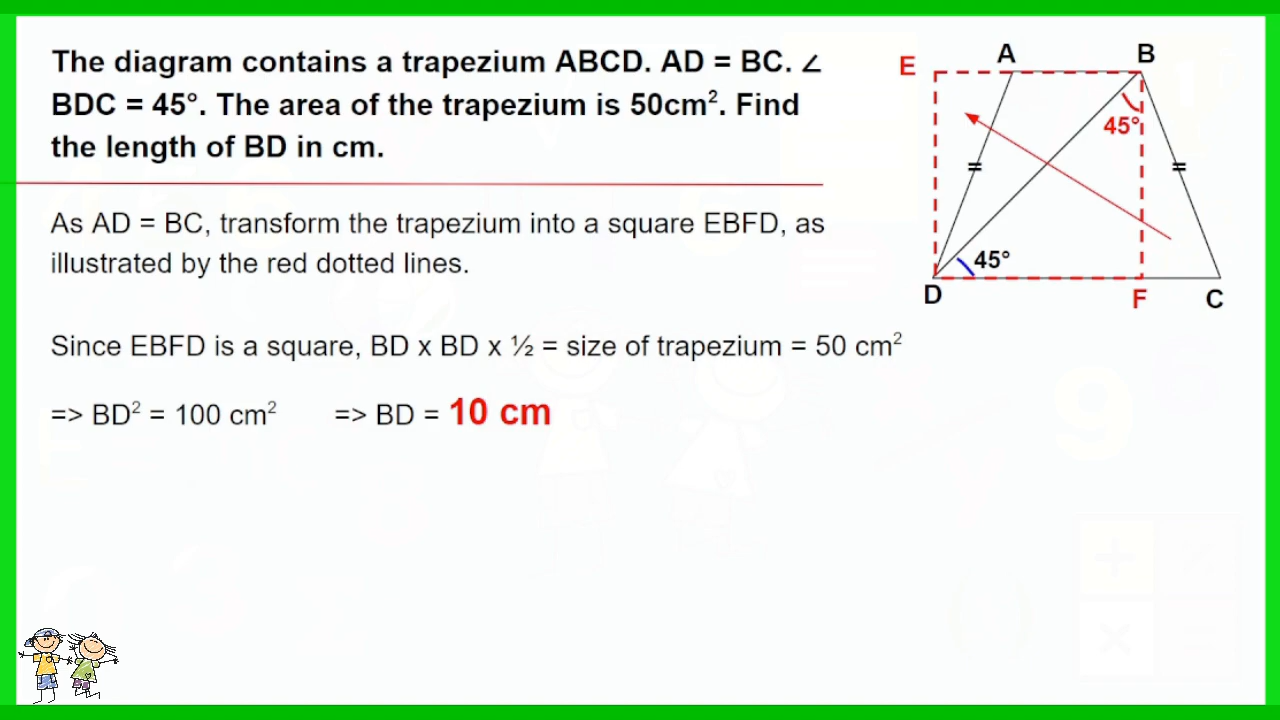 The diagram contains a trapezium ABCD. AD = BC. ∠
BDC = 45°. The area of the trapezium is 50cm². Find
the length of BD in cm.
As AD = BC, transform the trapezium into a square EBFD, as
illustrated by the red dotted lines.
Since EBFD is a square, BD x BD x ½ = size of trapezium = 50 cm²
=> BD² = 100 cm² => BD = 10 cm
E A B
45°
45°
D F C